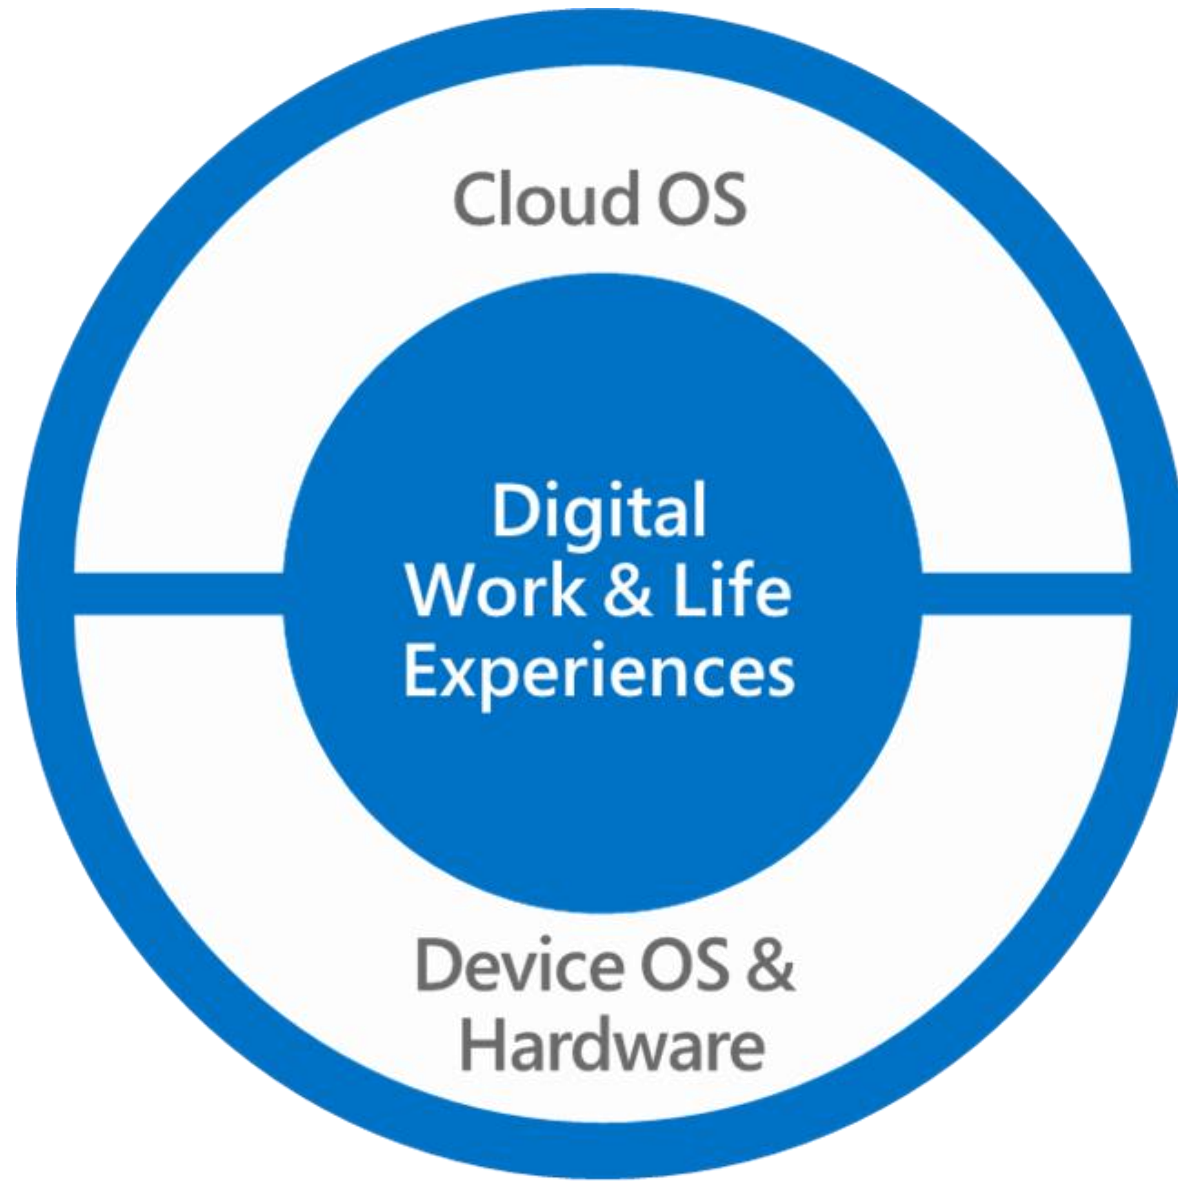 Cloud OS
Digital
Work & Life
Experiences
Device OS &
Hardware